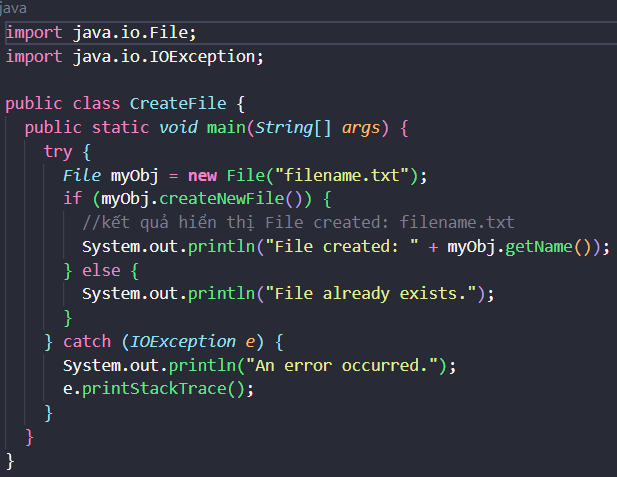 java
import java.io.File;
import java.io.IOException;
public class CreateFile {
public static void main(String[] args) {
try {
File myObj = new File("filename.txt");
if (myObj.createNewFile()) {
//kết quả hiển thị File created: filename.txt
System.out.println("File created: " + myObj.getName());
} else {
System.out.println("File already exists.");
}
} catch (IOException e) {
System.out.println("An error occurred.");
e.printStackTrace();
}
}
}